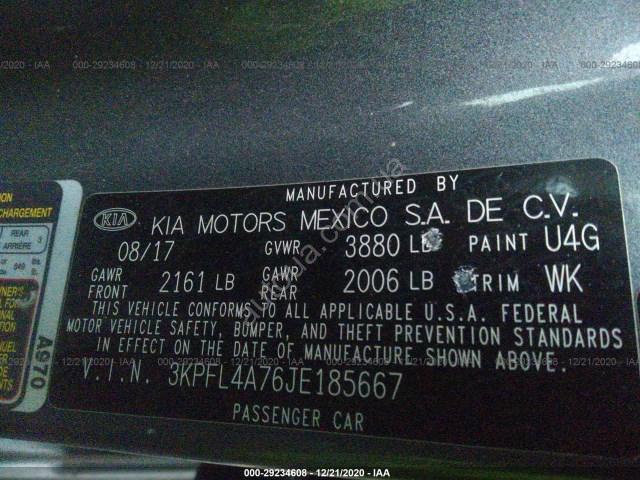 000-29234608 - 12/21/2020 - IAA
MANUFACTURED BY
KIA KIA MOTORS MEXICO S.A. DE C.V.
08/17 GVWR 3880 LB PAINT U4G
GAWR FRONT 2161 LB GAWR REAR 2006 LB TRIM WK
THIS VEHICLE CONFORMS TO ALL APPLICABLE U.S.A. FEDERAL
MOTOR VEHICLE SAFETY, BUMPER, AND THEFT PREVENTION STANDARDS
IN EFFECT ON THE DATE OF MANUFACTURE SHOWN ABOVE.
V.I.N. 3KPFL4A76JE185667
PASSENGER CAR
REAR 3
ARRIÈRE
A970
000-29234608 - 12/21/2020 - IAA